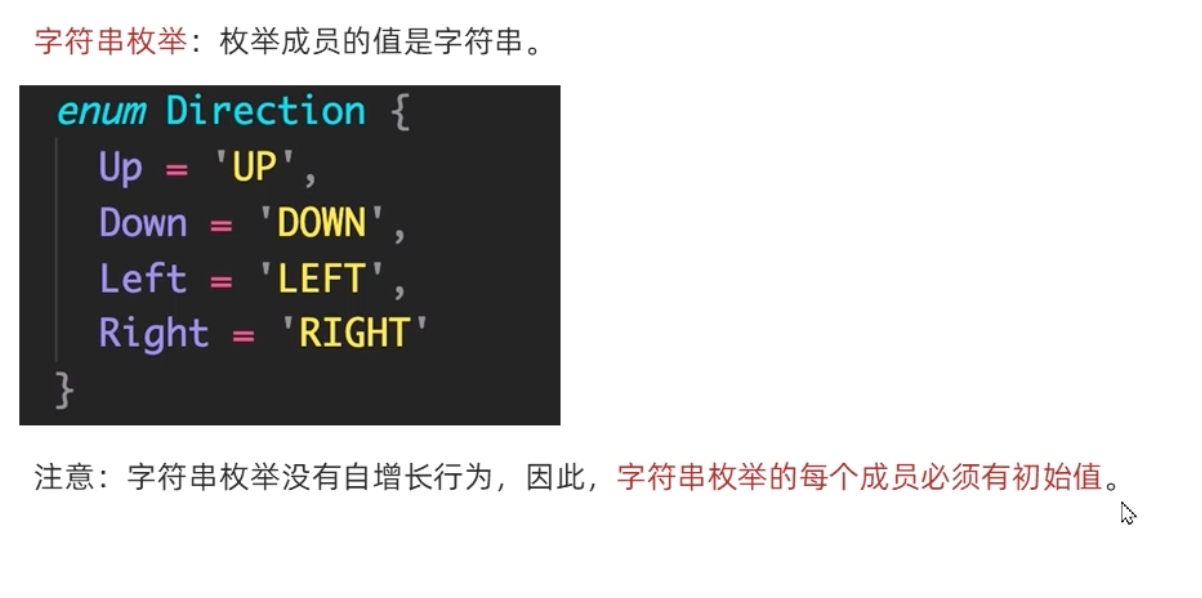 字符串枚举：枚举成员的值是字符串。
enum Direction {
Up = 'UP',
Down = 'DOWN',
Left = 'LEFT',
Right = 'RIGHT'
}
注意：字符串枚举没有自增长行为，因此，字符串枚举的每个成员必须有初始值。